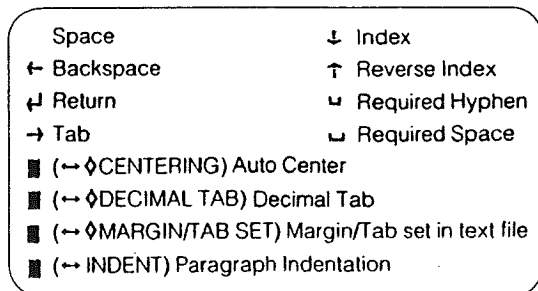 Space
← Backspace
↵ Return
→ Tab
↓ Index
↑ Reverse Index
Required Hyphen
Required Space
(↔ ◊CENTERING) Auto Center
(↔ ◊DECIMAL TAB) Decimal Tab
(↔ ◊MARGIN/TAB SET) Margin/Tab set in text file
(↔ INDENT) Paragraph Indentation